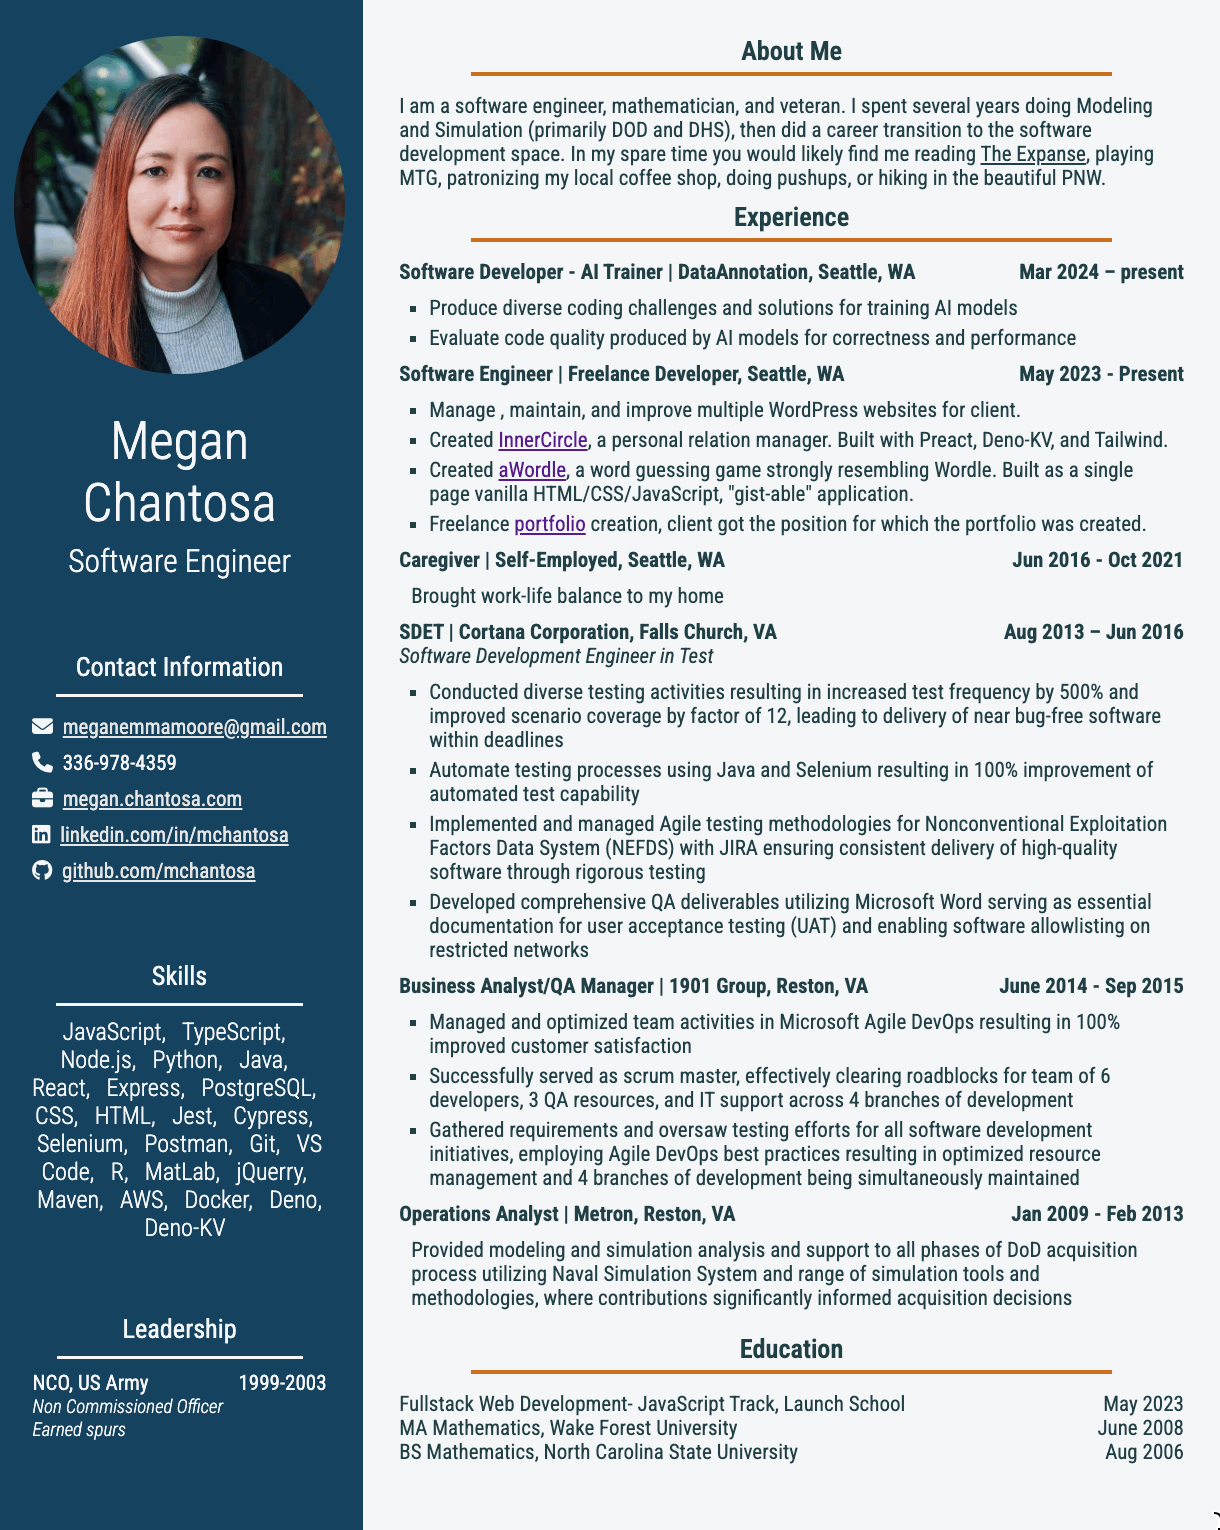 Megan
Chantosa
Software Engineer
Contact Information
meganemmamoore@gmail.com
336-978-4359
megan.chantosa.com
linkedin.com/in/mchantosa
github.com/mchantosa
Skills
JavaScript, TypeScript,
Node.js, Python, Java,
React, Express, PostgreSQL,
CSS, HTML, Jest, Cypress,
Selenium, Postman, Git, VS
Code, R, MatLab, jQuerry,
Maven, AWS, Docker, Deno,
Deno-KV
Leadership
NCO, US Army 1999-2003
Non Commissioned Officer
Earned spurs
About Me
I am a software engineer, mathematician, and veteran. I spent several years doing Modeling
and Simulation (primarily DOD and DHS), then did a career transition to the software
development space. In my spare time you would likely find me reading The Expanse, playing
MTG, patronizing my local coffee shop, doing pushups, or hiking in the beautiful PNW.
Experience
Software Developer - AI Trainer | DataAnnotation, Seattle, WA Mar 2024 – present
▪ Produce diverse coding challenges and solutions for training AI models
▪ Evaluate code quality produced by AI models for correctness and performance
Software Engineer | Freelance Developer, Seattle, WA May 2023 - Present
▪ Manage , maintain, and improve multiple WordPress websites for client.
▪ Created InnerCircle, a personal relation manager. Built with Preact, Deno-KV, and Tailwind.
▪ Created aWordle, a word guessing game strongly resembling Wordle. Built as a single
page vanilla HTML/CSS/JavaScript, "gist-able" application.
▪ Freelance portfolio creation, client got the position for which the portfolio was created.
Caregiver | Self-Employed, Seattle, WA Jun 2016 - Oct 2021
Brought work-life balance to my home
SDET | Cortana Corporation, Falls Church, VA Aug 2013 – Jun 2016
Software Development Engineer in Test
▪ Conducted diverse testing activities resulting in increased test frequency by 500% and
improved scenario coverage by factor of 12, leading to delivery of near bug-free software
within deadlines
▪ Automate testing processes using Java and Selenium resulting in 100% improvement of
automated test capability
▪ Implemented and managed Agile testing methodologies for Nonconventional Exploitation
Factors Data System (NEFDS) with JIRA ensuring consistent delivery of high-quality
software through rigorous testing
▪ Developed comprehensive QA deliverables utilizing Microsoft Word serving as essential
documentation for user acceptance testing (UAT) and enabling software allowlisting on
restricted networks
Business Analyst/QA Manager | 1901 Group, Reston, VA June 2014 - Sep 2015
▪ Managed and optimized team activities in Microsoft Agile DevOps resulting in 100%
improved customer satisfaction
▪ Successfully served as scrum master, effectively clearing roadblocks for team of 6
developers, 3 QA resources, and IT support across 4 branches of development
▪ Gathered requirements and oversaw testing efforts for all software development
initiatives, employing Agile DevOps best practices resulting in optimized resource
management and 4 branches of development being simultaneously maintained
Operations Analyst | Metron, Reston, VA Jan 2009 - Feb 2013
Provided modeling and simulation analysis and support to all phases of DoD acquisition
process utilizing Naval Simulation System and range of simulation tools and
methodologies, where contributions significantly informed acquisition decisions
Education
Fullstack Web Development- JavaScript Track, Launch School May 2023
MA Mathematics, Wake Forest University June 2008
BS Mathematics, North Carolina State University Aug 2006